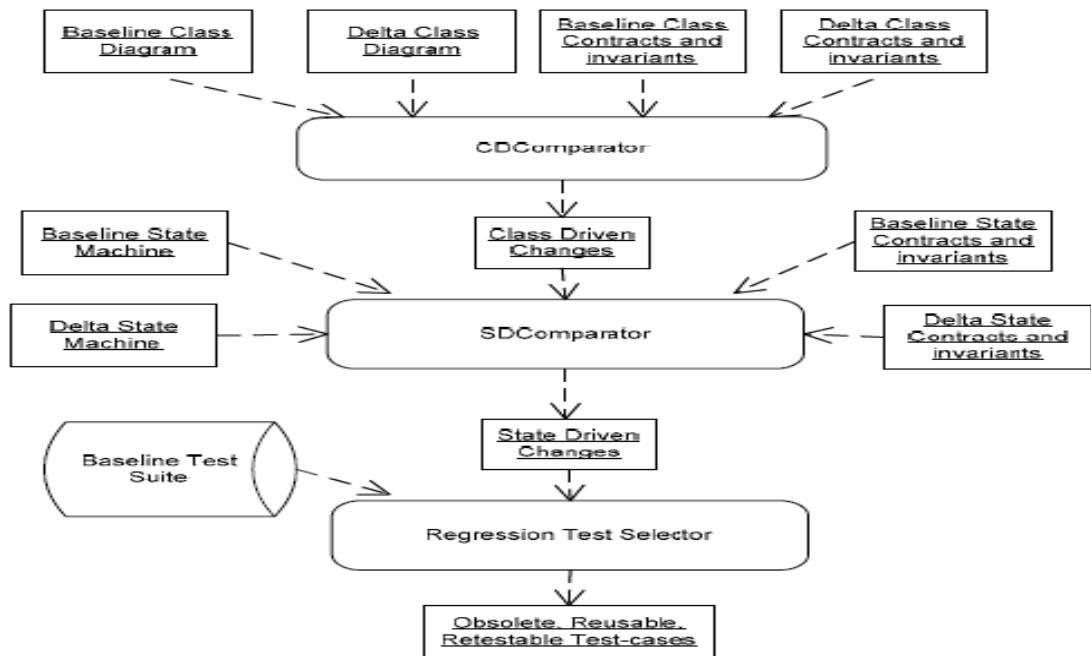 Baseline Class
Diagram
Delta Class
Diagram
Baseline Class
Contracts and
invariants
Delta Class
Contracts and
invariants
CDComparator
Class Driven
Changes
Baseline State
Machine
Baseline State
Contracts and
invariants
Delta State
Machine
SDComparator
Delta State
Contracts and
invariants
State Driven
Changes
Baseline Test
Suite
Regression Test Selector
Obsolete, Reusable,
Retestable Test-cases